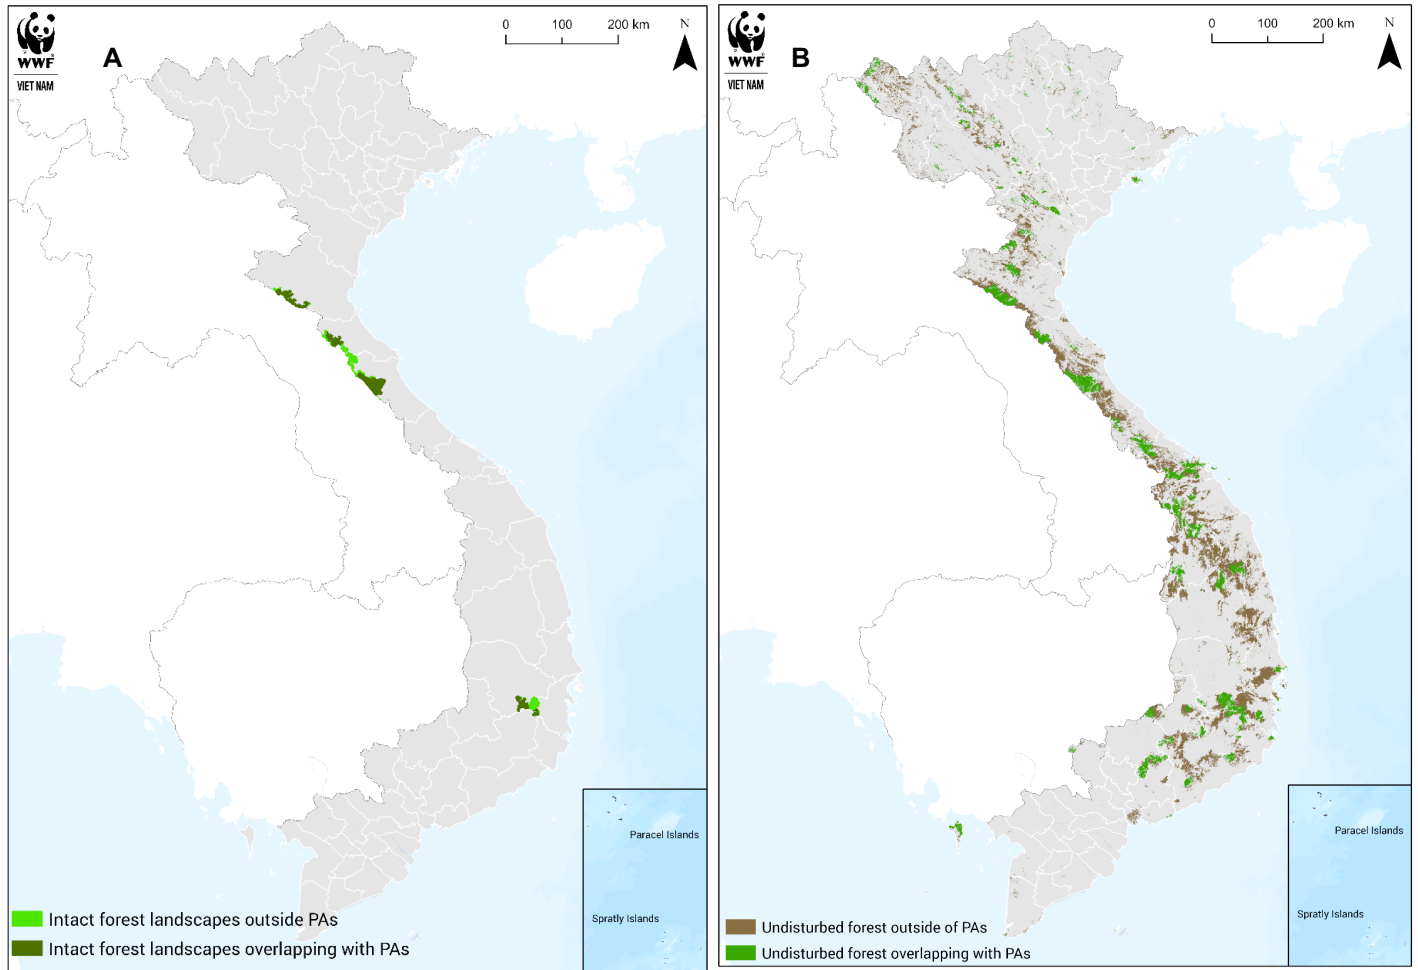 WWF
VIET NAM
A
0 100 200 km
N
Paracel Islands
Spratly Islands
Intact forest landscapes outside PAs
Intact forest landscapes overlapping with PAs
WWF
VIET NAM
B
0 100 200 km
N
Paracel Islands
Spratly Islands
Undisturbed forest outside of PAs
Undisturbed forest overlapping with PAs